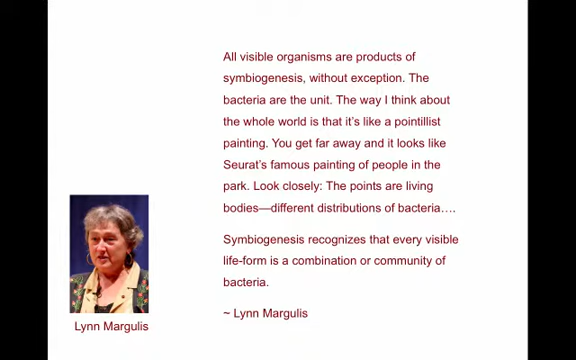 All visible organisms are products of
symbiogenesis, without exception. The
bacteria are the unit. The way I think about
the whole world is that it's like a pointillist
painting. You get far away and it looks like
Seurat's famous painting of people in the
park. Look closely: The points are living
bodies—different distributions of bacteria….
Symbiogenesis recognizes that every visible
life-form is a combination or community of
bacteria.
~ Lynn Margulis
Lynn Margulis